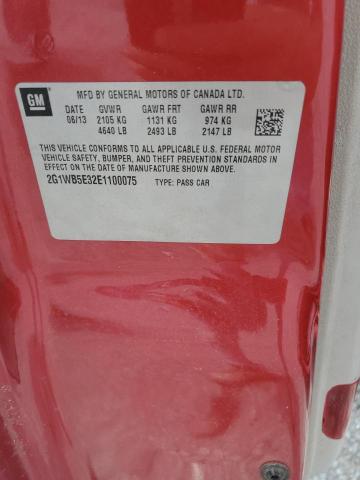 GM
MFD BY GENERAL MOTORS OF CANADA LTD.
DATE GVWR GAWR FRT GAWR RR
06/13 2105 KG 1131 KG 974 KG
4640 LB 2493 LB 2147 LB
THIS VEHICLE CONFORMS TO ALL APPLICABLE U.S. FEDERAL MOTOR
VEHICLE SAFETY, BUMPER, AND THEFT PREVENTION STANDARDS IN
EFFECT ON THE DATE OF MANUFACTURE SHOWN ABOVE.
2G1WB5E32E1100075 TYPE: PASS CAR